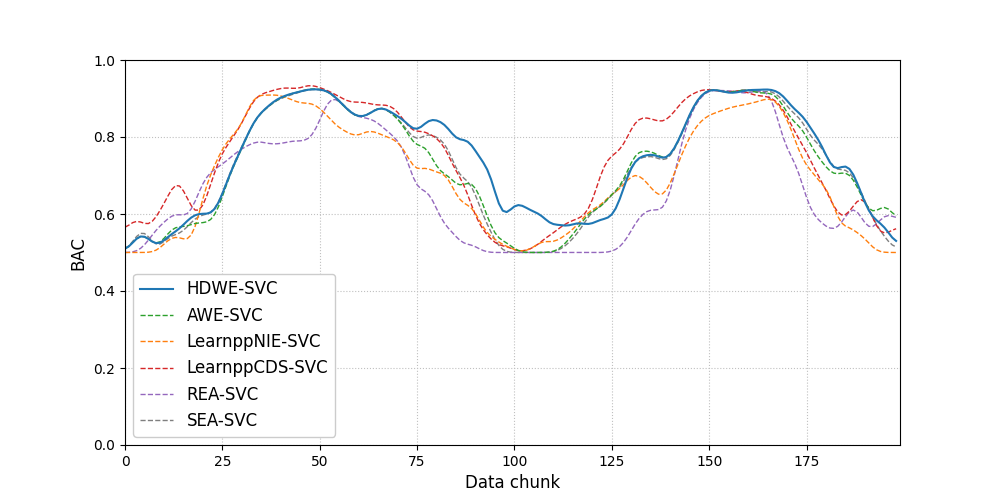 1.0
0.8
0.6
0.4
0.2
0.0
BAC
HDWE-SVC
AWE-SVC
LearnppNIE-SVC
LearnppCDS-SVC
REA-SVC
SEA-SVC
0 25 50 75 100 125 150 175
Data chunk